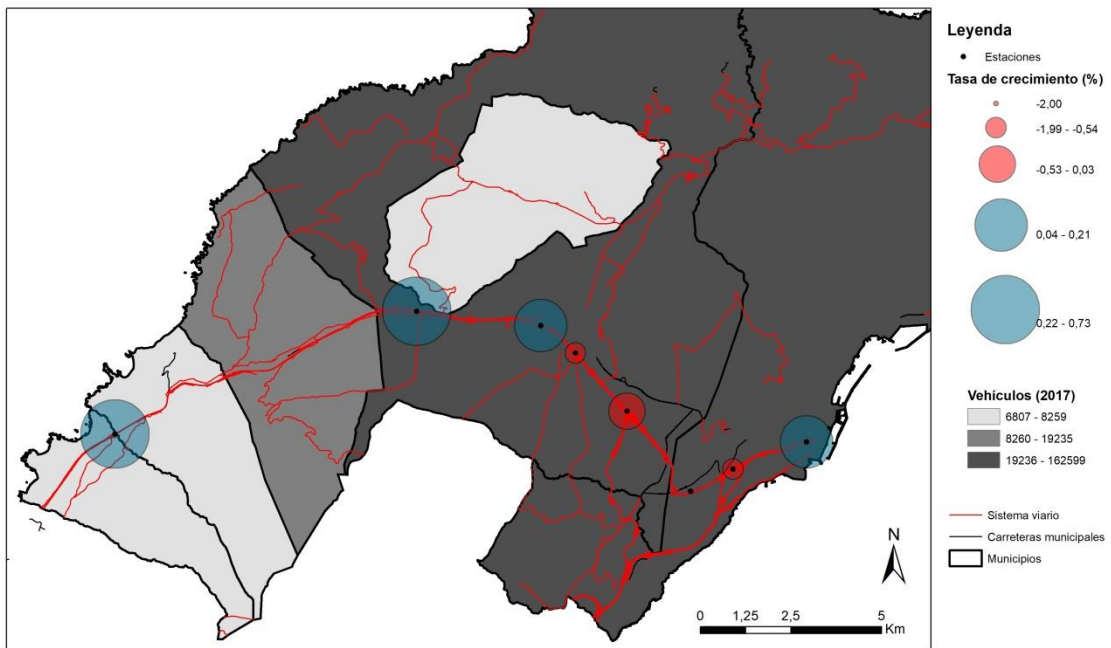 Leyenda
Estaciones
Tasa de crecimiento (%)
-2,00
-1,99 - -0,54
-0,53 - 0,03
0,04 - 0,21
0,22 - 0,73
Vehículos (2017)
6807 - 8259
8260 - 19235
19236 - 162599
Sistema viario
Carreteras municipales
Municipios
N
0 1,25 2,5 5
Km